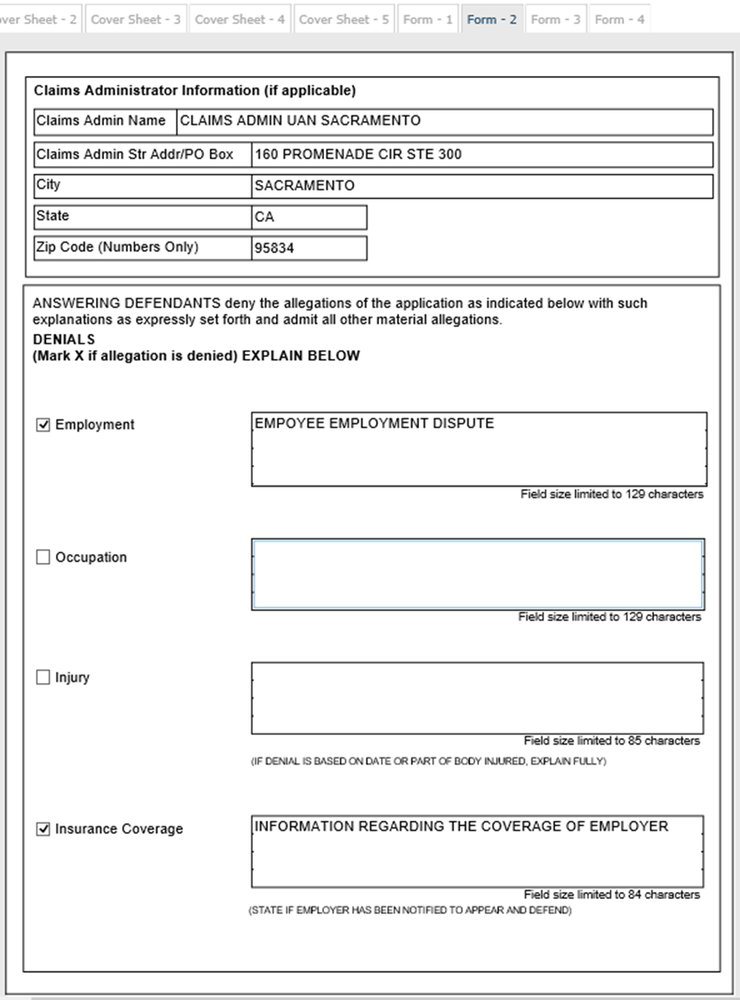 ver Sheet - 2 Cover Sheet - 3 Cover Sheet - 4 Cover Sheet - 5 Form - 1 Form - 2 Form - 3 Form - 4
Claims Administrator Information (if applicable)
Claims Admin Name CLAIMS ADMIN UAN SACRAMENTO
Claims Admin Str Addr/PO Box 160 PROMENADE CIR STE 300
City SACRAMENTO
State CA
Zip Code (Numbers Only) 95834
ANSWERING DEFENDANTS deny the allegations of the application as indicated below with such
explanations as expressly set forth and admit all other material allegations.
DENIALS
(Mark X if allegation is denied) EXPLAIN BELOW
Employment EMPOYEE EMPLOYMENT DISPUTE
Field size limited to 129 characters
Occupation
Field size limited to 129 characters
Injury
Field size limited to 85 characters
(IF DENIAL IS BASED ON DATE OR PART OF BODY INJURED, EXPLAIN FULLY)
Insurance Coverage INFORMATION REGARDING THE COVERAGE OF EMPLOYER
Field size limited to 84 characters
(STATE IF EMPLOYER HAS BEEN NOTIFIED TO APPEAR AND DEFEND)